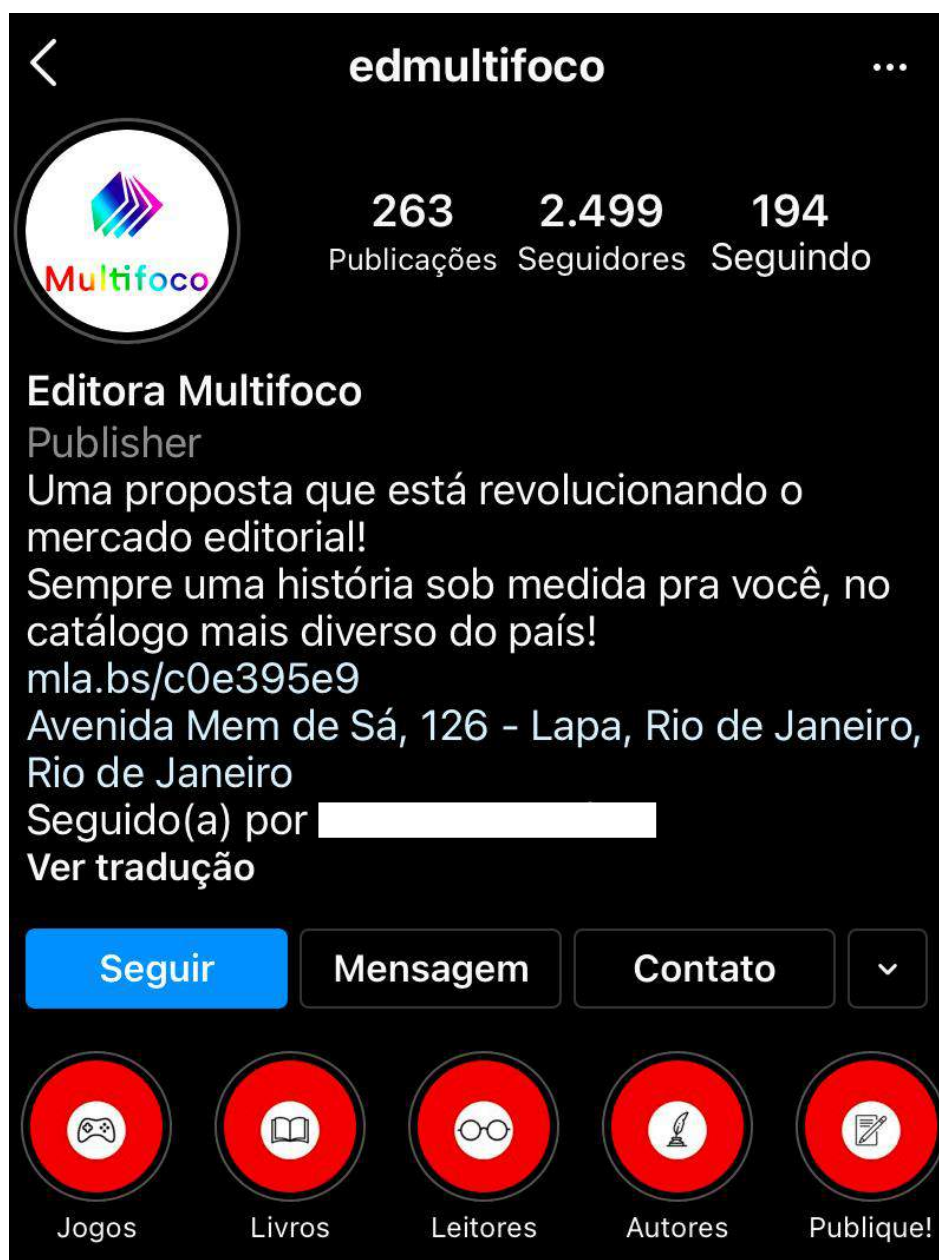 edmultifoco
Multifoco
263 2.499 194
Publicações Seguidores Seguindo
Editora Multifoco
Publisher
Uma proposta que está revolucionando o
mercado editorial!
Sempre uma história sob medida pra você, no
catálogo mais diverso do país!
mla.bs/c0e395e9
Avenida Mem de Sá, 126 - Lapa, Rio de Janeiro,
Rio de Janeiro
Seguido(a) por
Ver tradução
Seguir Mensagem Contato
Jogos Livros Leitores Autores Publique!